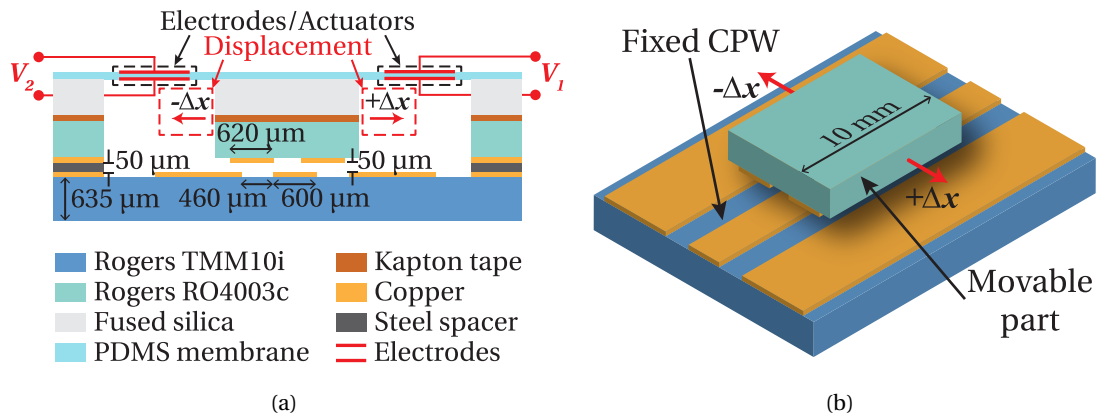 Electrodes/Actuators
Displacement
V2
V1
-Δx
+Δx
620 μm
50 μm
50 μm
635 μm
460 μm
600 μm
Rogers TMM10i
Kapton tape
Rogers RO4003c
Copper
Fused silica
Steel spacer
PDMS membrane
Electrodes
(a)
Fixed CPW
-Δx
10 mm
+Δx
Movable
part
(b)